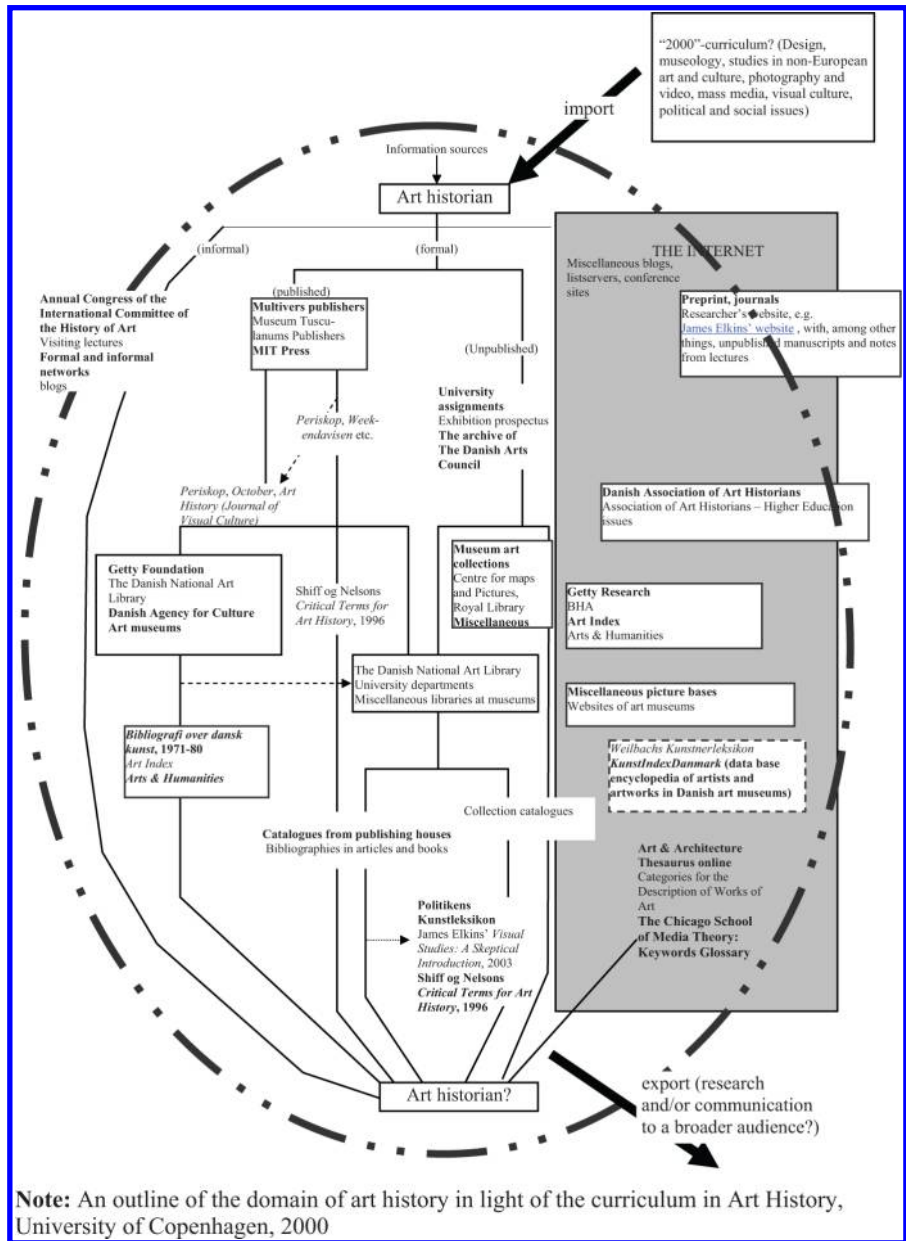 “2000”-curriculum? (Design,
museology, studies in non-European
art and culture, photography and
video, mass media, visual culture,
political and social issues)
import
Information sources
Art historian
(informal)
(formal)
THE INTERNET
Miscellaneous blogs,
listservers, conference
sites
Annual Congress of the
International Committee of
the History of Art
Visiting lectures
Formal and informal
networks
blogs
(published)
Multivers publishers
Museum Tuscu-
lanums Publishers
MIT Press
(Unpublished)
Preprint, journals
Researcher's website, e.g.
James Elkins' website , with, among other
things, unpublished manuscripts and notes
from lectures
University
assignments
Exhibition prospectus
The archive of
The Danish Arts
Council
Periskop, Week-
endavisen etc.
Periskop, October, Art
History (Journal of
Visual Culture)
Danish Association of Art Historians
Association of Art Historians – Higher Education
issues
Getty Foundation
The Danish National Art
Library
Danish Agency for Culture
Art museums
Shiff og Nelsons
Critical Terms for
Art History, 1996
Museum art
collections
Centre for maps
and Pictures,
Royal Library
Miscellaneous
Getty Research
BHA
Art Index
Arts & Humanities
The Danish National Art Library
University departments
Miscellaneous libraries at museums
Miscellaneous picture bases
Websites of art museums
Bibliografi over dansk
kunst, 1971-80
Art Index
Arts & Humanities
Weilbachs Kunstnerleksikon
KunstIndexDanmark (data base
encyclopedia of artists and
artworks in Danish art museums)
Collection catalogues
Catalogues from publishing houses
Bibliographies in articles and books
Art & Architecture
Thesaurus online
Categories for the
Description of Works of
Art
The Chicago School
of Media Theory:
Keywords Glossary
Politikens
Kunstleksikon
James Elkins' Visual
Studies: A Skeptical
Introduction, 2003
Shiff og Nelsons
Critical Terms for Art
History, 1996
Art historian?
export (research
and/or communication
to a broader audience?)
Note: An outline of the domain of art history in light of the curriculum in Art History,
University of Copenhagen, 2000